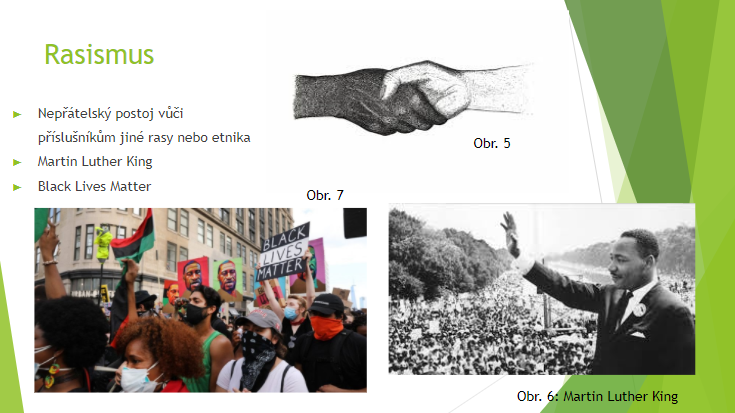 Rasismus
Nepřátelský postoj vůči
příslušníkům jiné rasy nebo etnika
Martin Luther King
Black Lives Matter
Obr. 5
Obr. 7
BLACK
LIVES
MATTER
Obr. 6: Martin Luther King